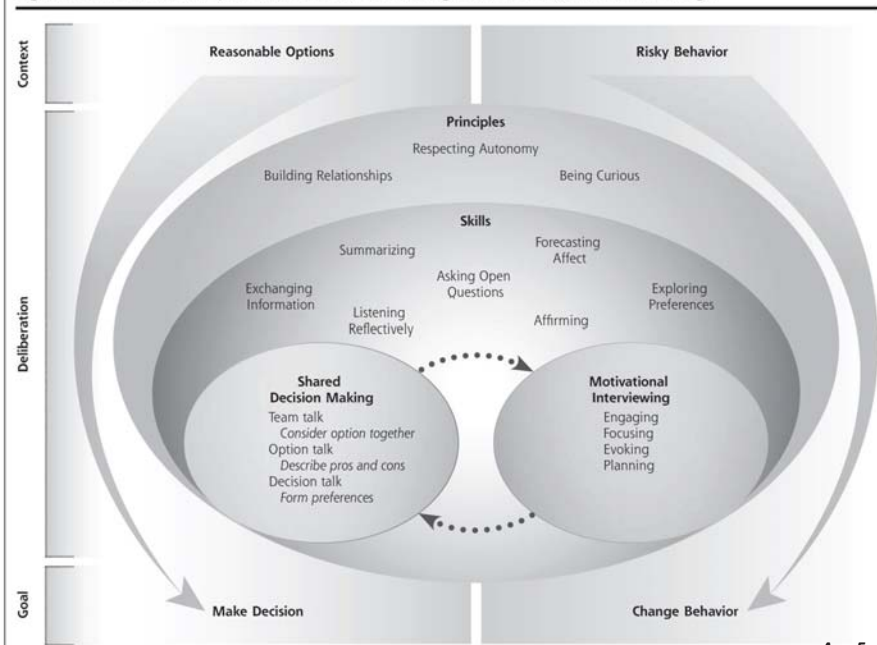 Context
Reasonable Options
Risky Behavior
Deliberation
Principles
Respecting Autonomy
Building Relationships
Being Curious
Skills
Summarizing
Forecasting
Affect
Asking Open
Questions
Exchanging
Information
Exploring
Preferences
Listening
Reflectively
Affirming
Shared
Decision Making
Team talk
Consider option together
Option talk
Describe pros and cons
Decision talk
Form preferences
Motivational
Interviewing
Engaging
Focusing
Evoking
Planning
Goal
Make Decision
Change Behavior